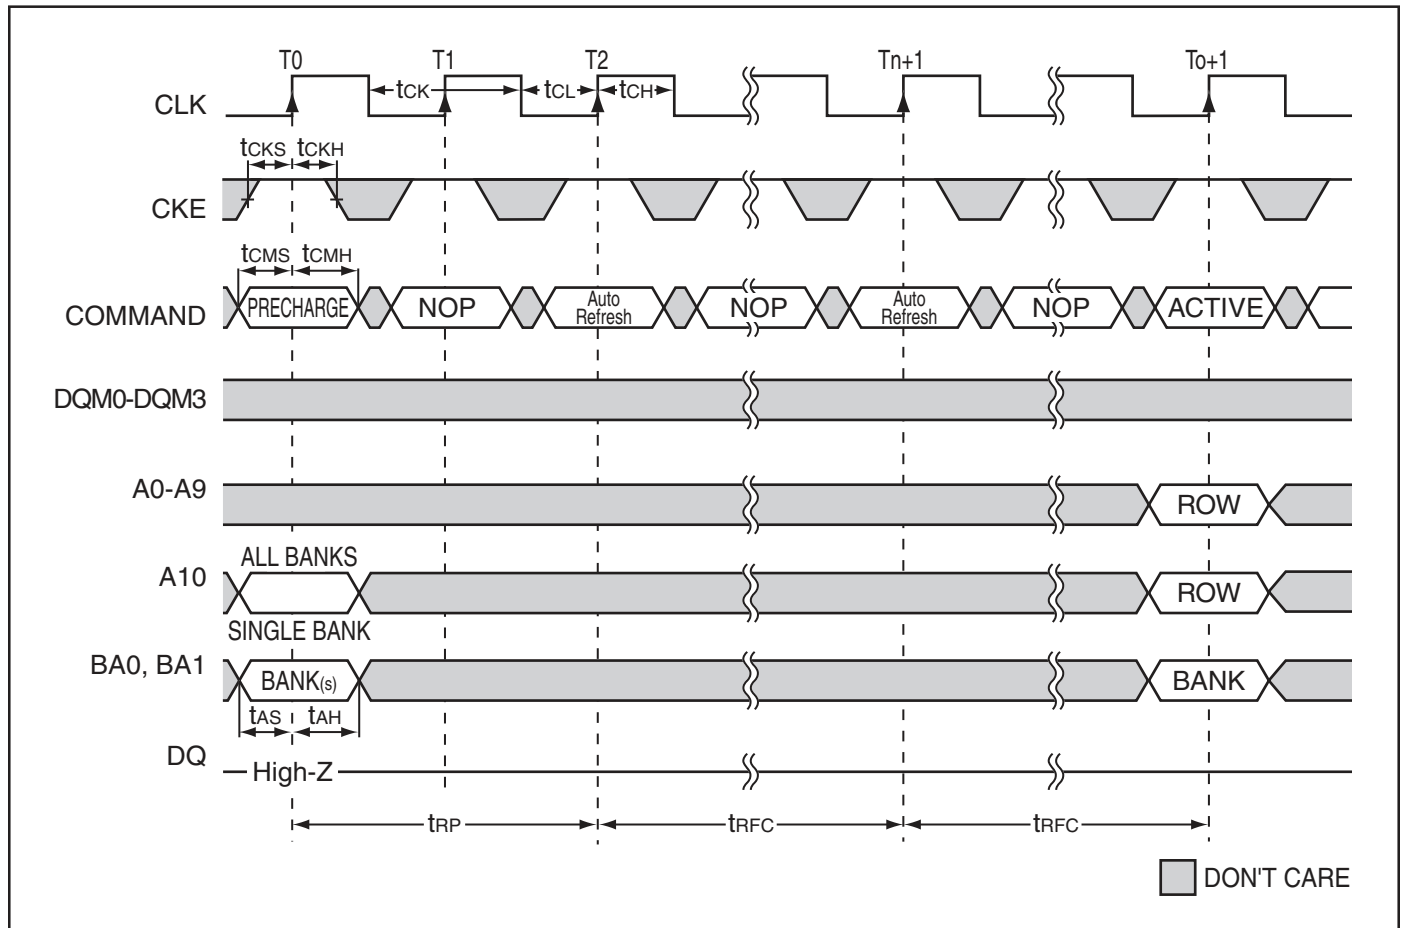 T0 T1 T2 Tn+1 To+1
CLK tCK tCL tCH
tCKS tCKH
CKE
tCMS tCMH
COMMAND PRECHARGE NOP Auto Refresh NOP Auto Refresh NOP ACTIVE
DQM0-DQM3
A0-A9 ROW
ALL BANKS
A10 ROW
SINGLE BANK
BA0, BA1 BANK(s) BANK
tAS tAH
DQ High-Z
tRP tRFC tRFC
DON'T CARE